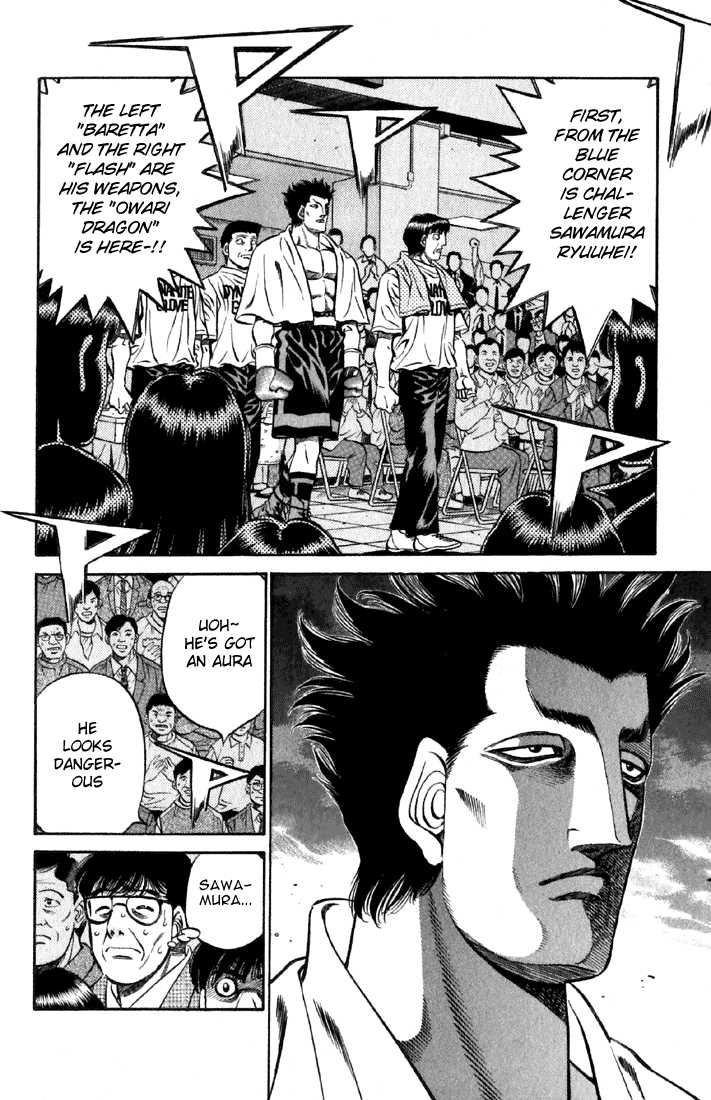 FIRST,
FROM THE
BLUE
CORNER
IS CHAL-
LENGER
SAWAMURA
RYUUHEI!
THE LEFT
"BARETTA"
AND THE RIGHT
"FLASH" ARE
HIS WEAPONS,
THE "OWARI
DRAGON"
IS HERE-!!
UOH~
HE'S GOT
AN AURA
HE
LOOKS
DANGER-
OUS
SAWA-
MURA...